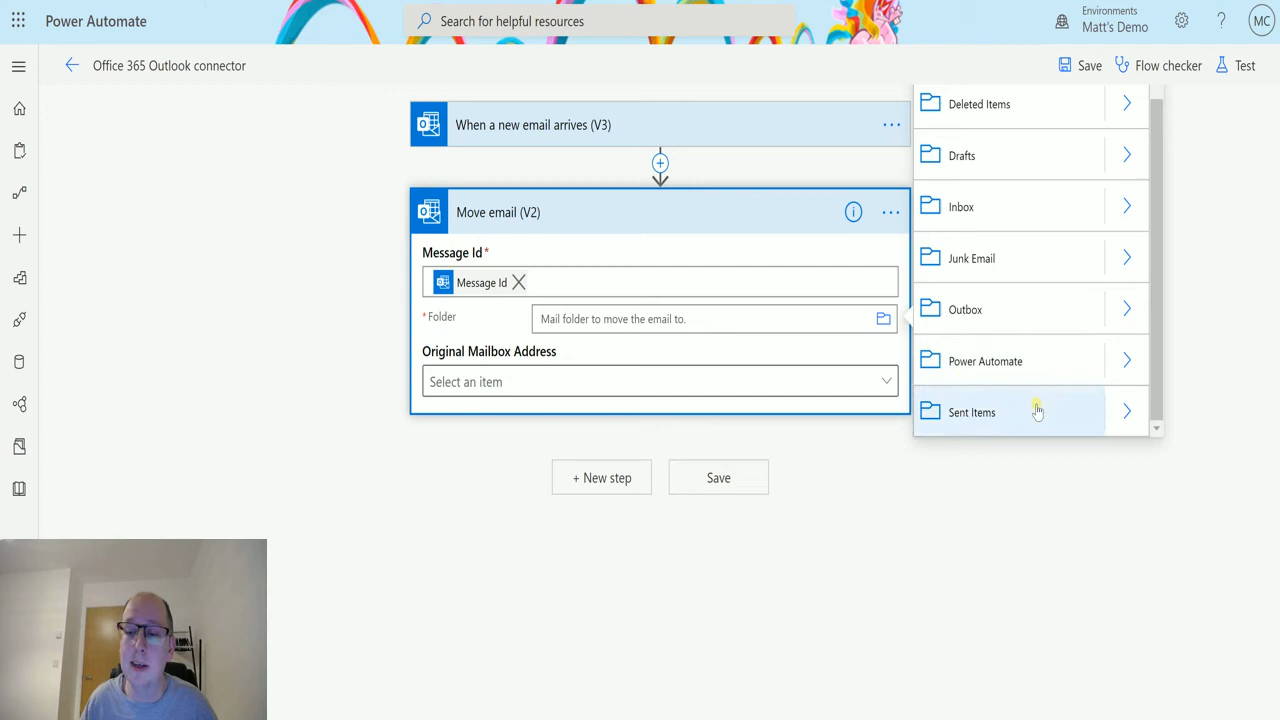 Power Automate
Search for helpful resources
Environments
Matt's Demo
MC
Office 365 Outlook connector
Save
Flow checker
Test
When a new email arrives (V3)
Move email (V2)
Message Id*
Message Id
* Folder
Mail folder to move the email to.
Original Mailbox Address
Select an item
+ New step
Save
Deleted Items
Drafts
Inbox
Junk Email
Outbox
Power Automate
Sent Items